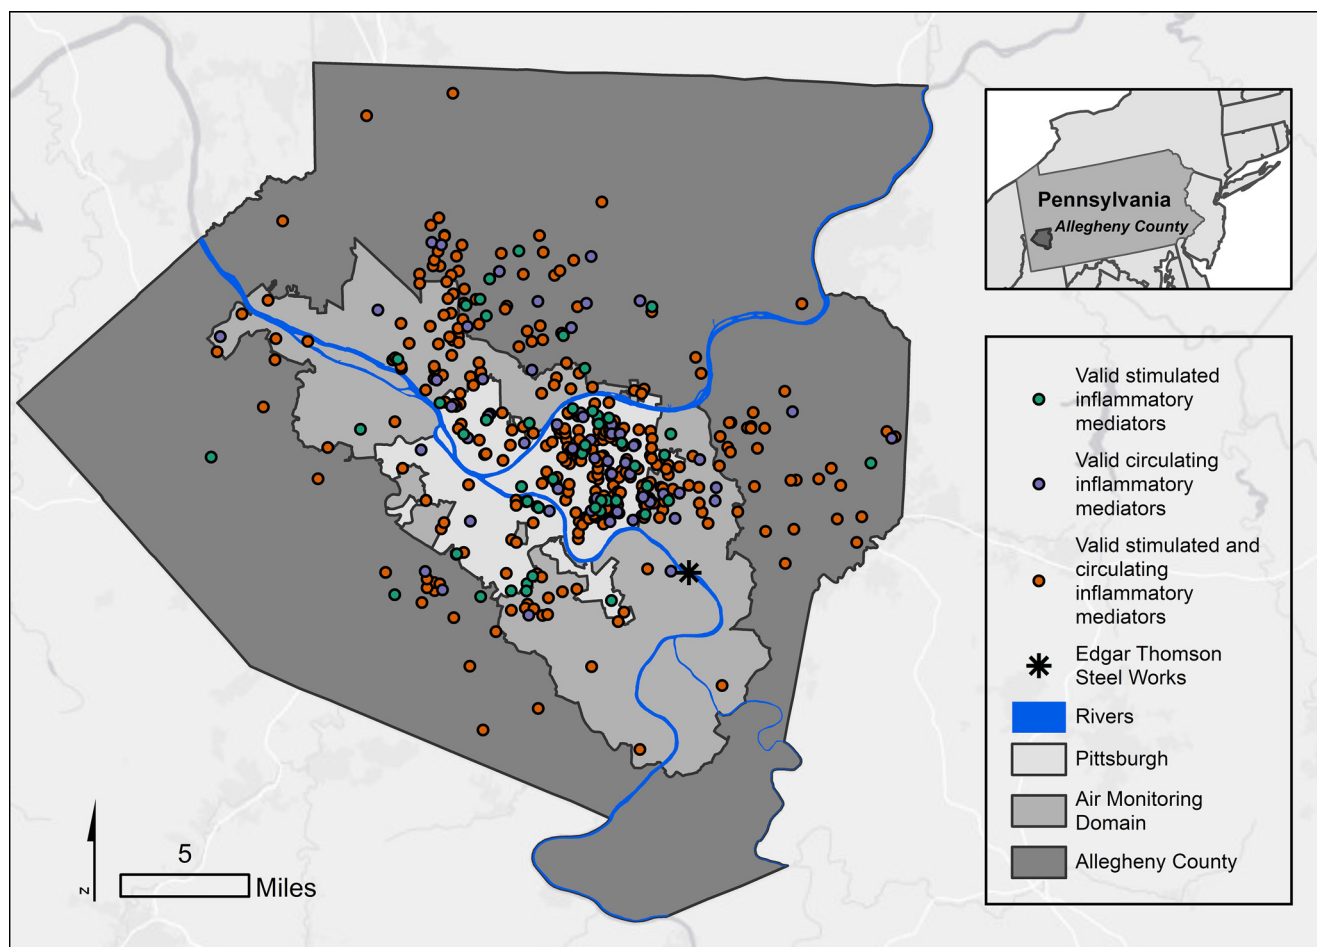 Pennsylvania
Allegheny County
Valid stimulated
inflammatory
mediators
Valid circulating
inflammatory
mediators
Valid stimulated and
circulating
inflammatory
mediators
Edgar Thomson
Steel Works
Rivers
Pittsburgh
Air Monitoring
Domain
Allegheny County
N
5
Miles